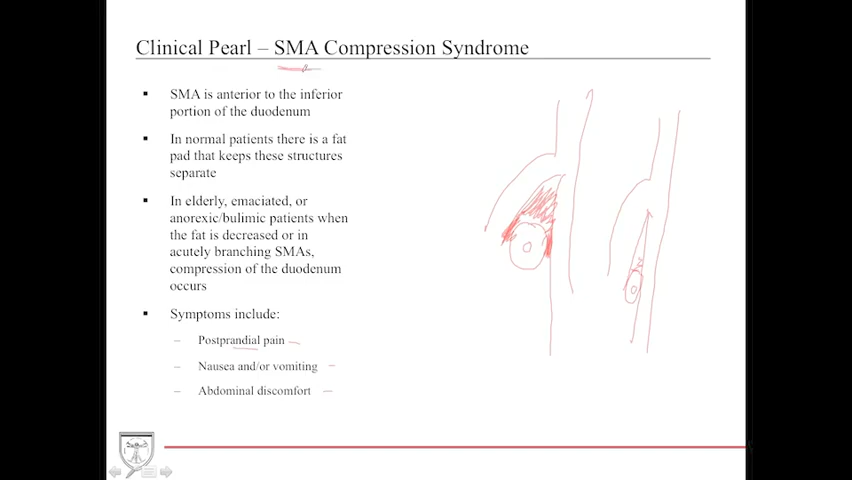 Clinical Pearl – SMA Compression Syndrome
▪ SMA is anterior to the inferior
portion of the duodenum
▪ In normal patients there is a fat
pad that keeps these structures
separate
▪ In elderly, emaciated, or
anorexic/bulimic patients when
the fat is decreased or in
acutely branching SMAs,
compression of the duodenum
occurs
▪ Symptoms include:
– Postprandial pain
– Nausea and/or vomiting
– Abdominal discomfort